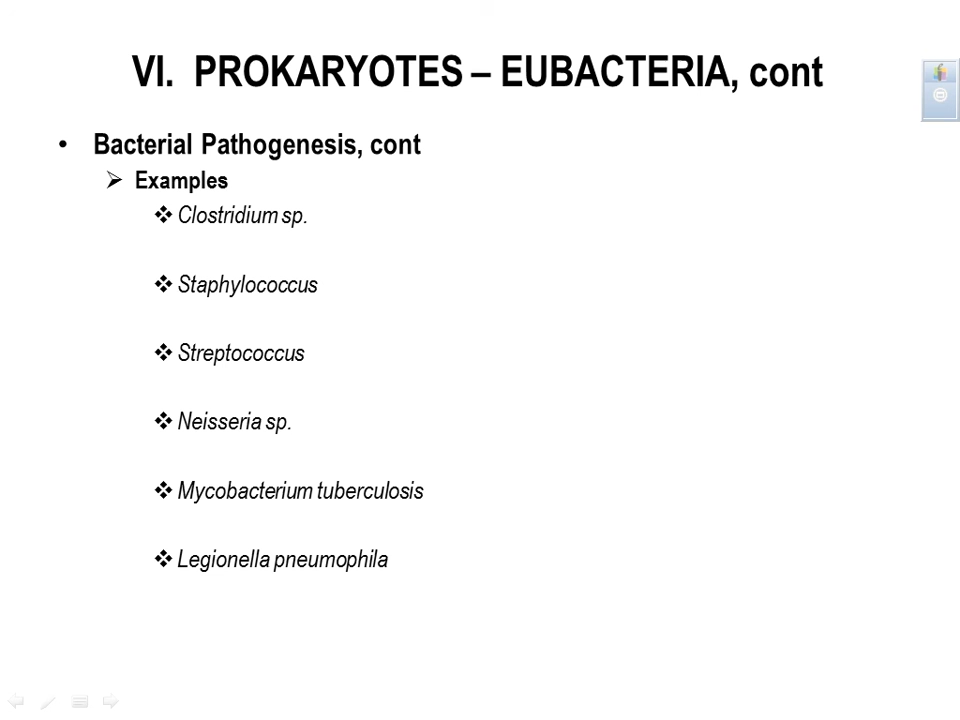 VI. PROKARYOTES – EUBACTERIA, cont
• Bacterial Pathogenesis, cont
➢ Examples
❖ Clostridium sp.
❖ Staphylococcus
❖ Streptococcus
❖ Neisseria sp.
❖ Mycobacterium tuberculosis
❖ Legionella pneumophila